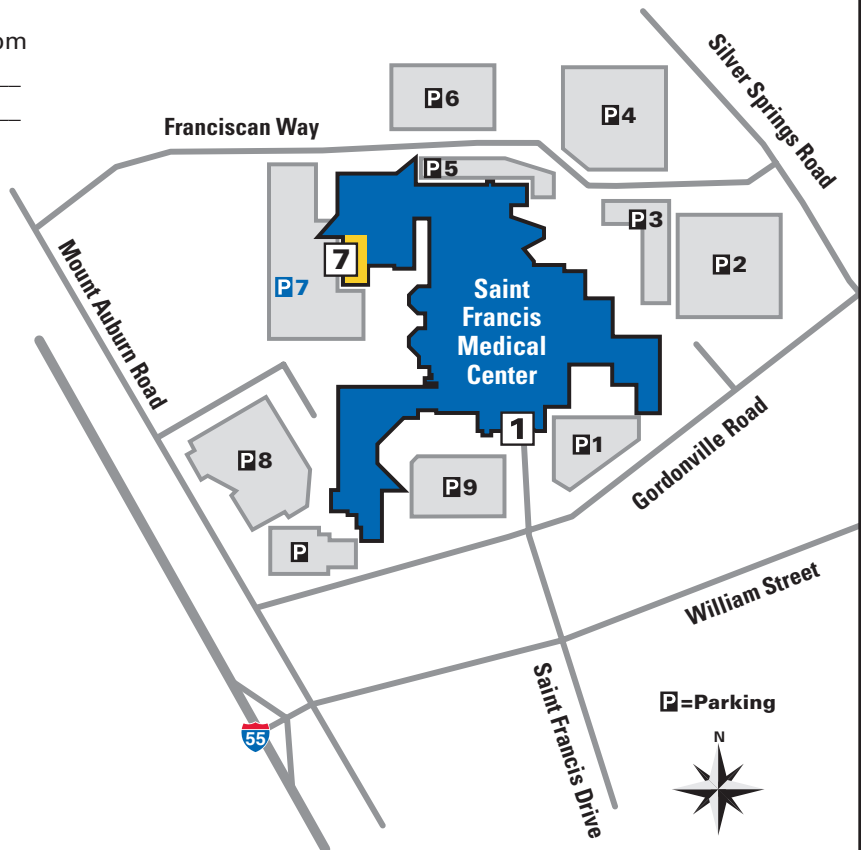 om
Silver Springs Road
P6
P4
Franciscan Way
P5
P3
7
P2
P7
Saint
Francis
Medical
Center
Mount Auburn Road
1
P1
P8
P9
Gordonville Road
P
William Street
Saint Francis Drive
P=Parking
N
55